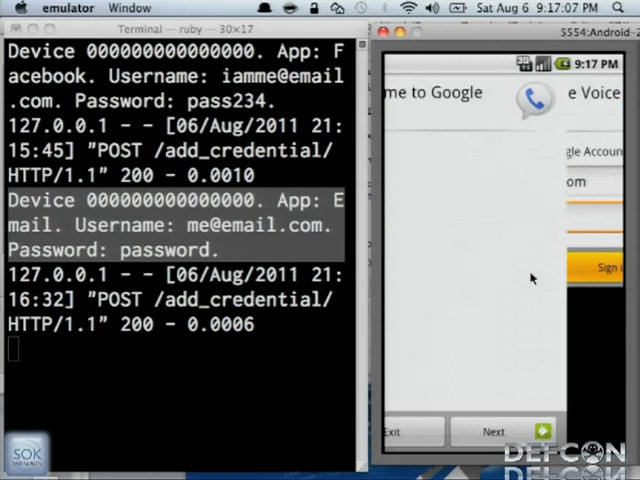 emulator Window Sat Aug 6 9:17:07 PM
Terminal — ruby — 30×17
Device 000000000000000. App: F
acebook. Username: iamme@email
.com. Password: pass234.
127.0.0.1 - - [06/Aug/2011 21:
15:45] "POST /add_credential/
HTTP/1.1" 200 - 0.0010
Device 000000000000000. App: E
mail. Username: me@email.com.
Password: password.
127.0.0.1 - - [06/Aug/2011 21:
16:32] "POST /add_credential/
HTTP/1.1" 200 - 0.0006
5554:Android-2
9:17 PM
me to Google
e Voice
gle Accoun
om
Sign i
Exit
Next
SOK
DEFCON